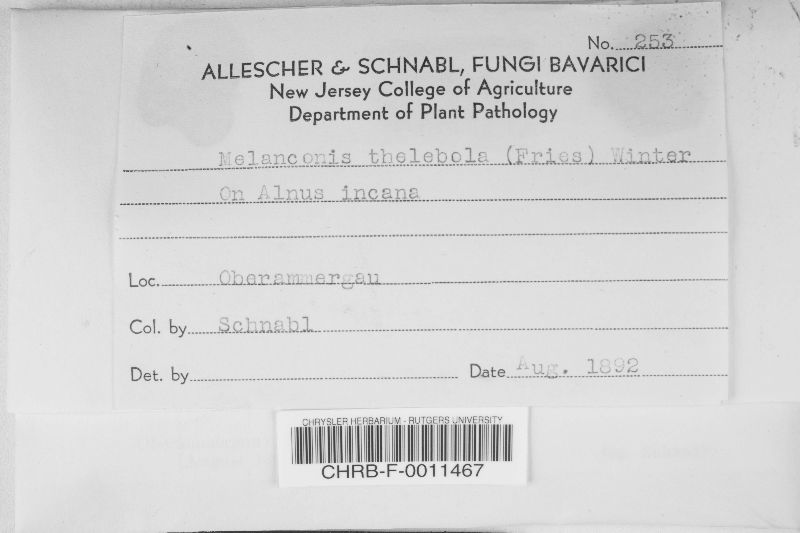 No. 253
ALLESCHER & SCHNABL, FUNGI BAVARICI
New Jersey College of Agriculture
Department of Plant Pathology
Melanconis thelebola (Fries) Winter
On Alnus incana
Loc. Oberammergau
Col. by Schnabl
Det. by
Date Aug. 1892
CHRYSLER HERBARIUM - RUTGERS UNIVERSITY
CHRB-F-0011467